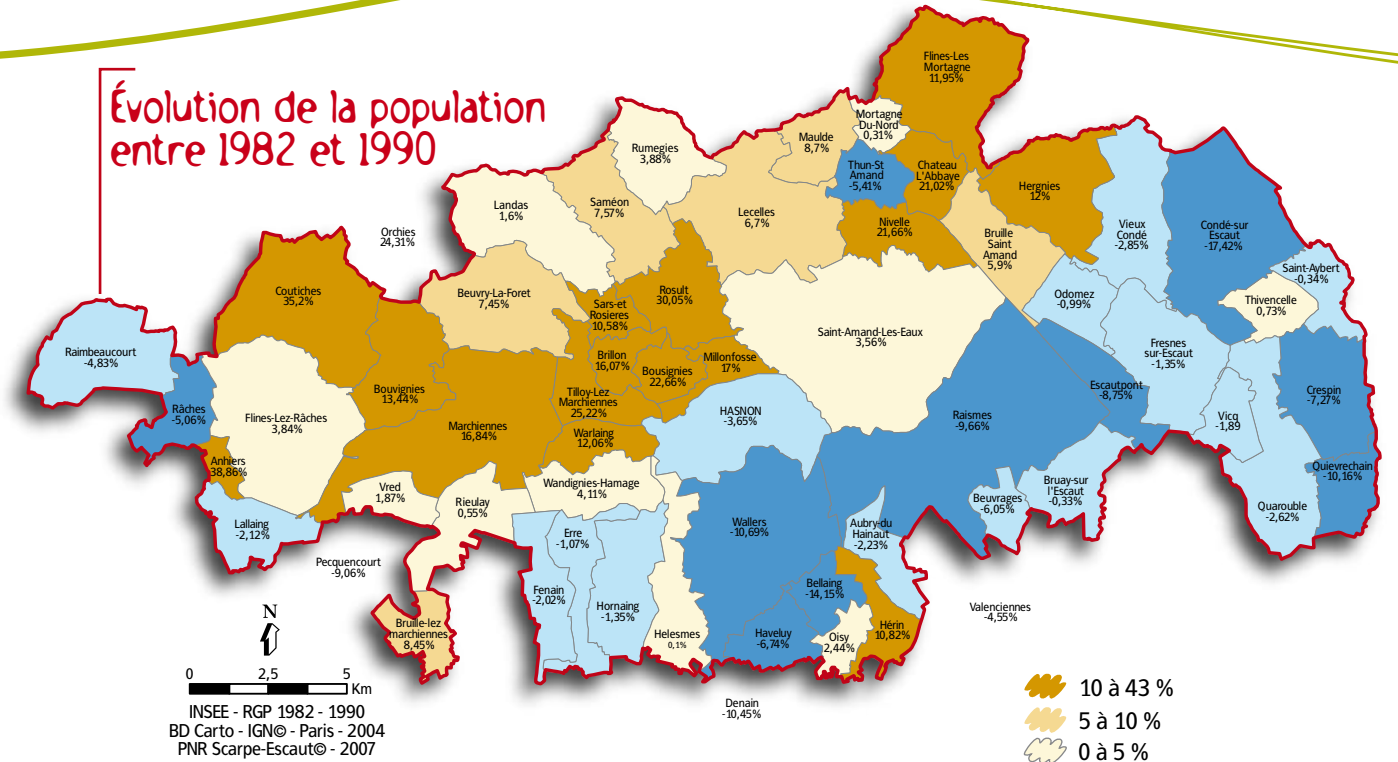 Évolution de la population
entre 1982 et 1990
Flines-Les
Mortagne
11,95%
Mortagne
Du-Nord
0,31%
Maulde
8,7%
Rumegies
3,88%
Thun-St
Amand
-5,41%
Chateau
L'Abbaye
21,02%
Hergnies
12%
Landas
1,6%
Saméon
7,57%
Lecelles
6,7%
Nivelle
21,66%
Bruille
Saint
Amand
5,9%
Vieux
Condé
-2,85%
Condé-sur
Escaut
-17,42%
Orchies
24,31%
Saint-Aybert
-0,34%
Coutiches
35,2%
Beuvry-La-Foret
7,45%
Sars-et
Rosieres
10,58%
Rosult
30,05%
Odomez
-0,99%
Thivencelle
0,73%
Saint-Amand-Les-Eaux
3,56%
Raimbeaucourt
-4,83%
Brillon
16,07%
Bousignies
22,66%
Millonfosse
17%
Fresnes
sur-Escaut
-1,35%
Bouvignies
13,44%
Tilloy-Lez
Marchiennes
25,22%
Escautpont
-8,75%
Crespin
-7,27%
Râches
-5,06%
Flines-Lez-Râches
3,84%
Marchiennes
16,84%
HASNON
-3,65%
Raismes
-9,66%
Vicq
-1,89
Warlaing
12,06%
Anhiers
38,86%
Vred
1,87%
Rieulay
0,55%
Wandignies-Hamage
4,11%
Quievrechain
-10,16%
Bruay-sur
l'Escaut
-0,33%
Beuvrages
-6,05%
Quarouble
-2,62%
Lallaing
-2,12%
Wallers
-10,69%
Aubry-du
Hainaut
-2,23%
Erre
-1,07%
Pecquencourt
-9,06%
Fenain
-2,02%
Hornaing
-1,35%
Bellaing
-14,15%
Valenciennes
-4,55%
Bruille-lez
marchiennes
8,45%
Helesmes
0,1%
Haveluy
-6,74%
Oisy
2,44%
Hérin
10,82%
Denain
-10,45%
N
0 2,5 5
Km
INSEE - RGP 1982 - 1990
BD Carto - IGN© - Paris - 2004
PNR Scarpe-Escaut© - 2007
10 à 43 %
5 à 10 %
0 à 5 %